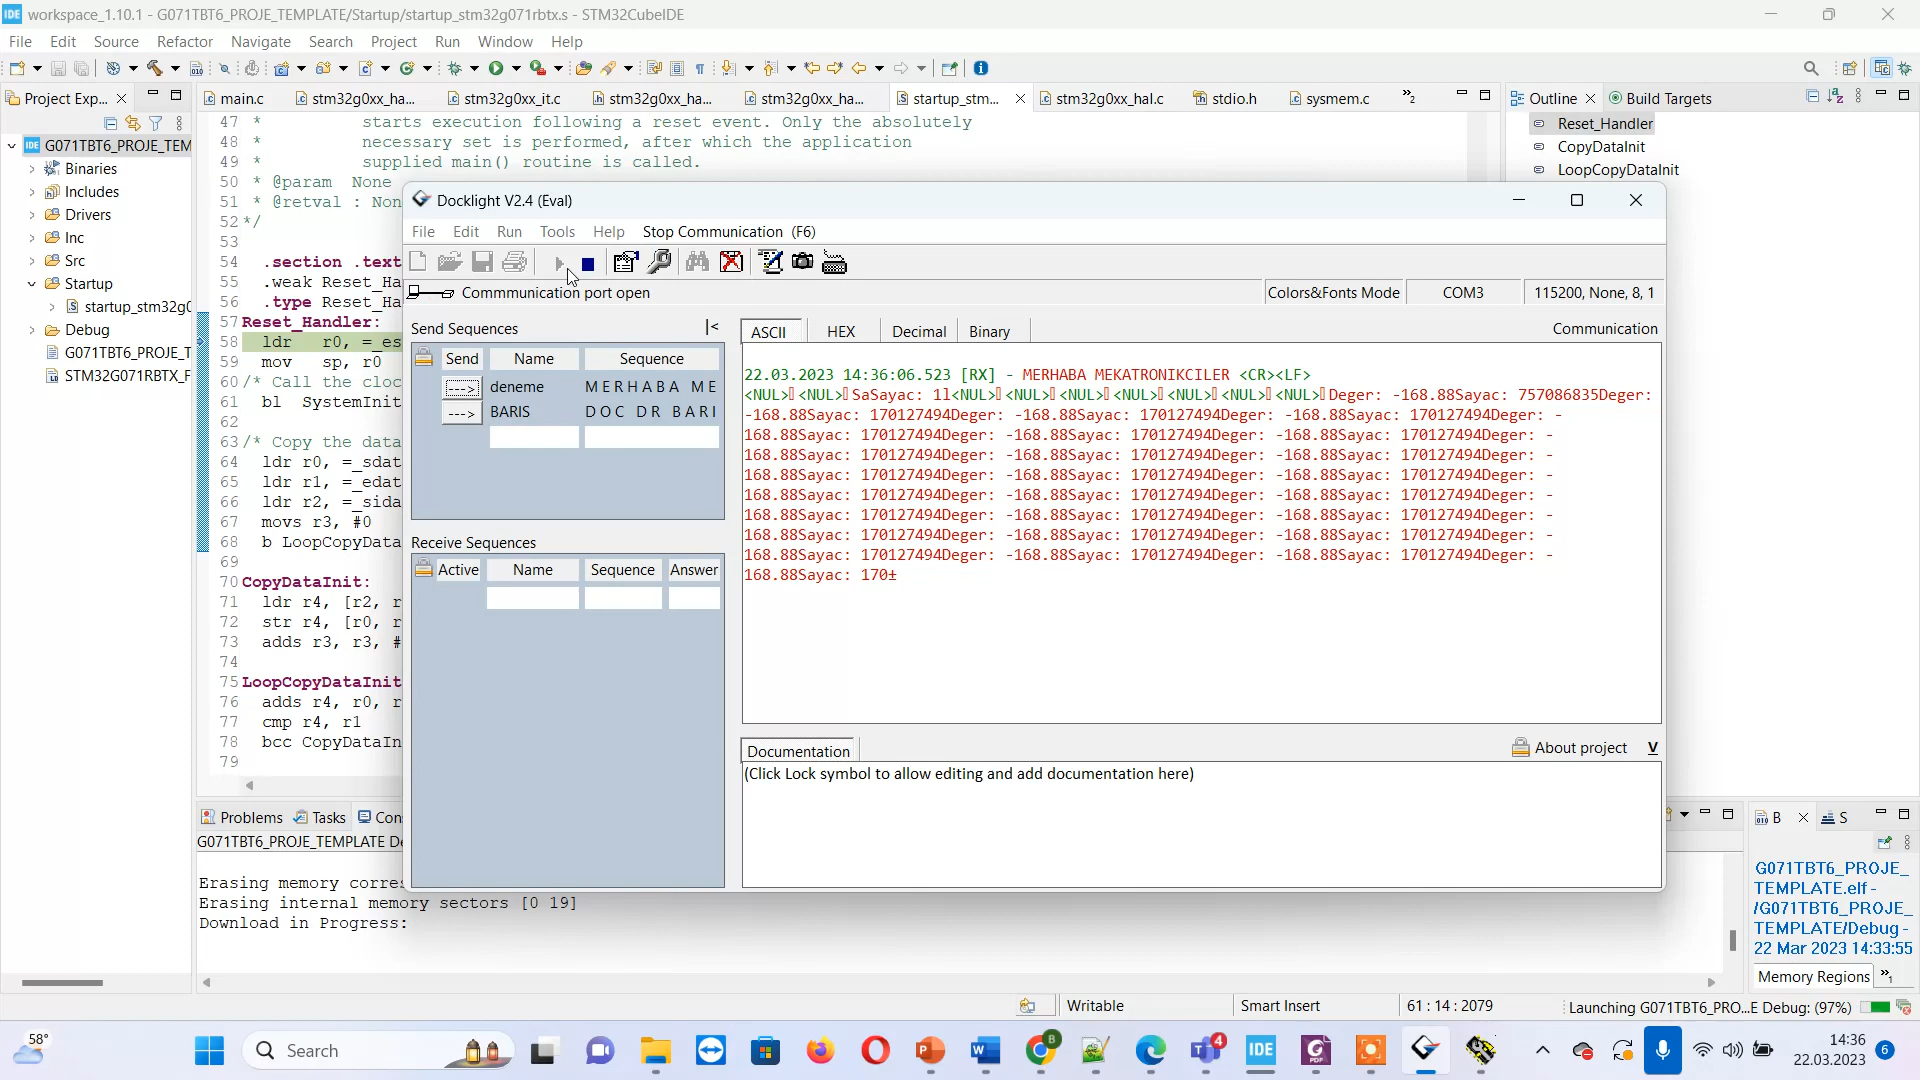 workspace_1.10.1 - G071TBT6_PROJE_TEMPLATE/Startup/startup_stm32g071rbtx.s - STM32CubeIDE
File Edit Source Refactor Navigate Search Project Run Window Help
Project Exp...
main.c stm32g0xx_ha... stm32g0xx_it.c stm32g0xx_ha... stm32g0xx_ha... startup_stm... stm32g0xx_hal.c stdio.h sysmem.c »2
Outline Build Targets
G071TBT6_PROJE_TEM
Binaries
Includes
Drivers
Inc
Src
Startup
startup_stm32g0
Debug
G071TBT6_PROJE_T
STM32G071RBTX_F
47 * starts execution following a reset event. Only the absolutely
48 * necessary set is performed, after which the application
49 * supplied main() routine is called.
50 * @param None
51 * @retval : Non
52 */
53
54 .section .text
55 .weak Reset_Ha
56 .type Reset_Ha
57 Reset_Handler:
58 ldr r0, =_es
59 mov sp, r0
60 /* Call the cloc
61 bl SystemInit
62
63 /* Copy the data
64 ldr r0, =_sdat
65 ldr r1, =_edat
66 ldr r2, =_sida
67 movs r3, #0
68 b LoopCopyData
69
70 CopyDataInit:
71 ldr r4, [r2, r
72 str r4, [r0, r
73 adds r3, r3, #
74
75 LoopCopyDataInit
76 adds r4, r0, r
77 cmp r4, r1
78 bcc CopyDataIn
79
Reset_Handler
CopyDataInit
LoopCopyDataInit
Docklight V2.4 (Eval)
File Edit Run Tools Help Stop Communication (F6)
Commmunication port open
Colors&Fonts Mode COM3 115200, None, 8, 1
Send Sequences
Send Name Sequence
---> deneme MERHABA ME
---> BARIS DOC DR BARI
Receive Sequences
Active Name Sequence Answer
ASCII HEX Decimal Binary
Communication
22.03.2023 14:36:06.523 [RX] - MERHABA MEKATRONIKCILER <CR><LF>
<NUL>▯<NUL>▯SaSayac: 1l<NUL>▯<NUL>▯<NUL>▯<NUL>▯<NUL>▯<NUL>▯<NUL>▯Deger: -168.88Sayac: 757086835Deger:
-168.88Sayac: 170127494Deger: -168.88Sayac: 170127494Deger: -168.88Sayac: 170127494Deger: -
168.88Sayac: 170127494Deger: -168.88Sayac: 170127494Deger: -168.88Sayac: 170127494Deger: -
168.88Sayac: 170127494Deger: -168.88Sayac: 170127494Deger: -168.88Sayac: 170127494Deger: -
168.88Sayac: 170127494Deger: -168.88Sayac: 170127494Deger: -168.88Sayac: 170127494Deger: -
168.88Sayac: 170127494Deger: -168.88Sayac: 170127494Deger: -168.88Sayac: 170127494Deger: -
168.88Sayac: 170127494Deger: -168.88Sayac: 170127494Deger: -168.88Sayac: 170127494Deger: -
168.88Sayac: 170127494Deger: -168.88Sayac: 170127494Deger: -168.88Sayac: 170127494Deger: -
168.88Sayac: 170127494Deger: -168.88Sayac: 170127494Deger: -168.88Sayac: 170127494Deger: -
168.88Sayac: 170±
Documentation
About project V
(Click Lock symbol to allow editing and add documentation here)
Problems Tasks Con
G071TBT6_PROJE_TEMPLATE De
Erasing memory corres
Erasing internal memory sectors [0 19]
Download in Progress:
B S
G071TBT6_PROJE_
TEMPLATE.elf -
/G071TBT6_PROJE_
TEMPLATE/Debug -
22 Mar 2023 14:33:55
Memory Regions »1
Writable Smart Insert 61 : 14 : 2079 Launching G071TBT6_PRO...E Debug: (97%)
58°
Search
4
IDE
14:36
22.03.2023
6